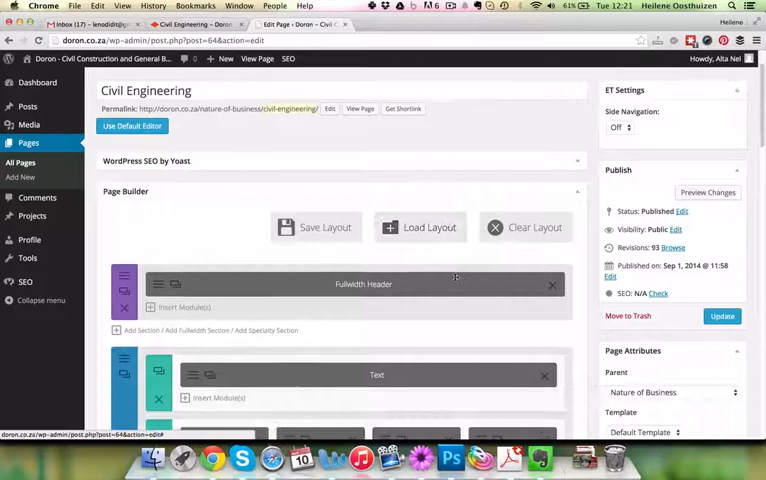 Chrome File Edit View History Bookmarks Window People Help 61% Tue 12:21 Heilene Oosthuizen
Inbox (17) - lenodidit@g Civil Engineering - Doron Edit Page ‹ Doron – Civil C Heilene
doron.co.za/wp-admin/post.php?post=64&action=edit
Doron - Civil Construction and General B... 0 New View Page SEO Howdy, Alta Nel
Dashboard
Posts
Media
Pages
All Pages
Add New
Comments
Projects
Profile
Tools
SEO
Collapse menu
Civil Engineering
Permalink: http://doron.co.za/nature-of-business/civil-engineering/ Edit View Page Get Shortlink
Use Default Editor
WordPress SEO by Yoast
Page Builder
Save Layout Load Layout Clear Layout
Fullwidth Header
Insert Module(s)
Add Section / Add Fullwidth Section / Add Specialty Section
Text
Insert Module(s)
ET Settings
Side Navigation:
Off
Publish
Preview Changes
Status: Published Edit
Visibility: Public Edit
Revisions: 93 Browse
Published on: Sep 1, 2014 @ 11:58
Edit
SEO: N/A Check
Move to Trash Update
Page Attributes
Parent
Nature of Business
Template
Default Template
doron.co.za/wp-admin/post.php?post=64&action=edit#
10
Ps